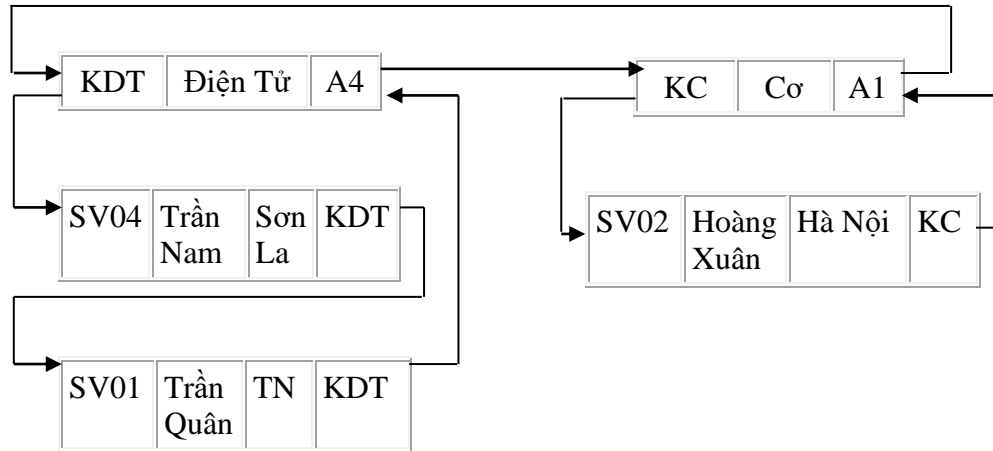 KDT Điện Tử A4
KC Cơ A1
SV04 Trần Nam Sơn La KDT
SV02 Hoàng Xuân Hà Nội KC
SV01 Trần Quân TN KDT